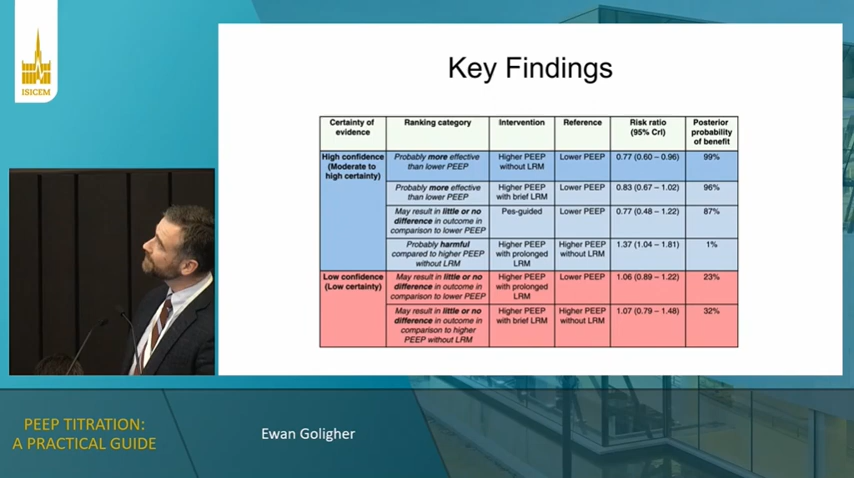 ISICEM
Key Findings
Certainty of evidence | Ranking category | Intervention | Reference | Risk ratio (95% CrI) | Posterior probability of benefit
High confidence (Moderate to high certainty) | Probably more effective than lower PEEP | Higher PEEP without LRM | Lower PEEP | 0.77 (0.60 – 0.96) | 99%
Probably more effective than lower PEEP | Higher PEEP with brief LRM | Lower PEEP | 0.83 (0.67 – 1.02) | 96%
May result in little or no difference in outcome in comparison to lower PEEP | Pes-guided | Lower PEEP | 0.77 (0.48 – 1.22) | 87%
Probably harmful compared to higher PEEP without LRM | Higher PEEP with prolonged LRM | Higher PEEP without LRM | 1.37 (1.04 – 1.81) | 1%
Low confidence (Low certainty) | May result in little or no difference in outcome in comparison to lower PEEP | Higher PEEP with prolonged LRM | Lower PEEP | 1.06 (0.89 – 1.22) | 23%
May result in little or no difference in outcome in comparison to higher PEEP without LRM | Higher PEEP with brief LRM | Higher PEEP without LRM | 1.07 (0.79 – 1.48) | 32%
PEEP TITRATION:
A PRACTICAL GUIDE
Ewan Goligher